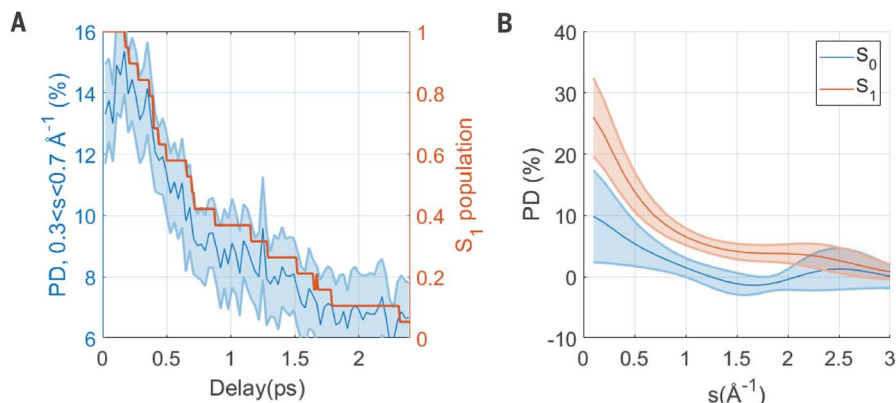 A
16
14
12
10
8
6
PD, 0.3<s<0.7 Å⁻¹ (%)
1
0.8
0.6
0.4
0.2
0
S₁ population
0 0.5 1 1.5 2
Delay(ps)
B
40
30
20
10
0
-10
PD (%)
S₀
S₁
0 0.5 1 1.5 2 2.5 3
s(Å⁻¹)